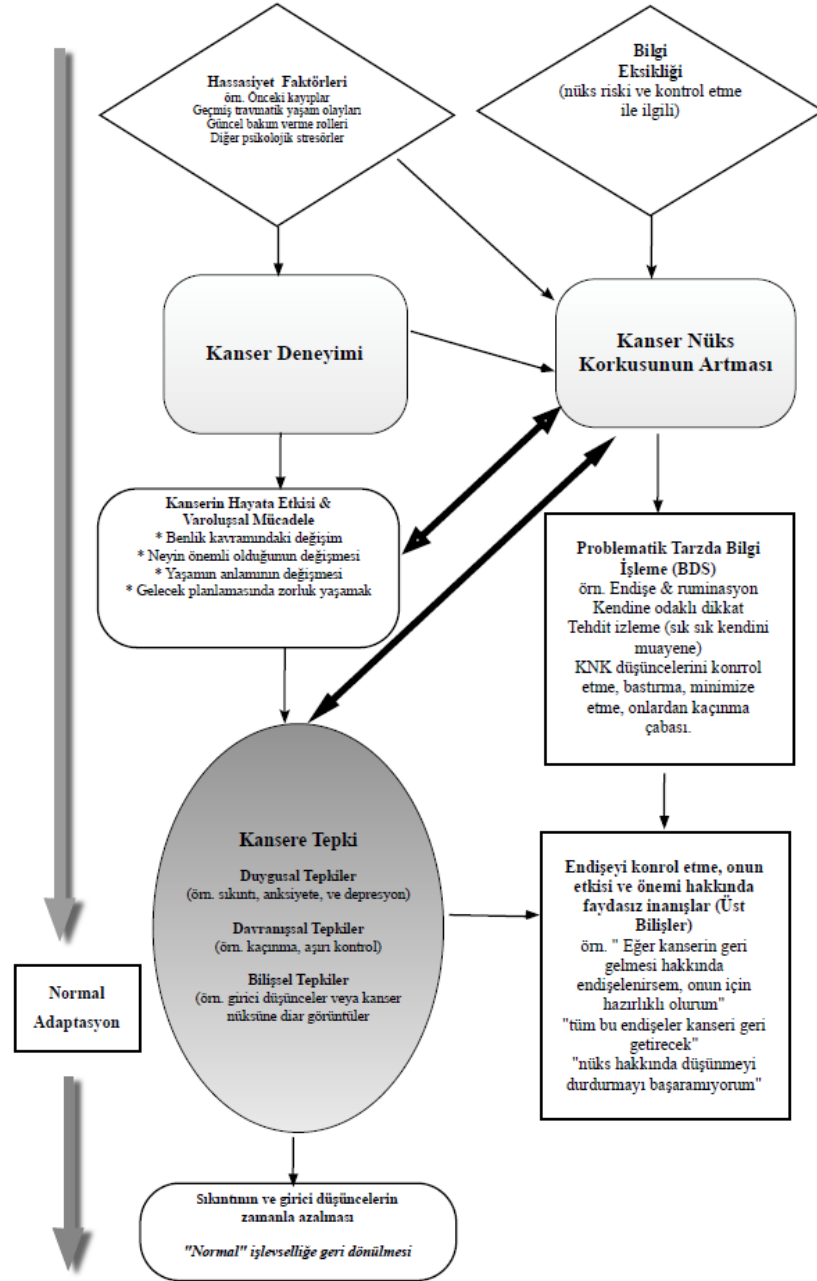 Hassasiyet Faktörleri
örn. Önceki kayıplar
Geçmiş travmatik yaşam olayları
Güncel bakım verme rolleri
Diğer psikolojik stresörler
Bilgi
Eksikliği
(nüks riski ve kontrol etme
ile ilgili)
Kanser Deneyimi
Kanser Nüks
Korkusunun Artması
Kanserin Hayata Etkisi &
Varoluşsal Mücadele
* Benlik kavramındaki değişim
* Neyin önemli olduğunun değişmesi
* Yaşamın anlamının değişmesi
* Gelecek planlamasında zorluk yaşamak
Problematik Tarzda Bilgi
İşleme (BDS)
örn. Endişe & ruminasyon
Kendine odaklı dikkat
Tehdit izleme (sık sık kendini
muayene)
KNK düşüncelerini konrrol
etme, bastırma, minimize
etme, onlardan kaçınma
çabası.
Kansere Tepki
Duygusal Tepkiler
(örn. sıkıntı, anksiyete, ve depresyon)
Davranışsal Tepkiler
(örn. kaçınma, aşırı kontrol)
Bilişsel Tepkiler
(örn. girici düşünceler veya kanser
nüksüne diar görüntüler
Endişeyi konrol etme, onun
etkisi ve önemi hakkında
faydasız inanışlar (Üst
Bilişler)
örn. " Eğer kanserin geri
gelmesi hakkında
endişelenirsem, onun için
hazırlıklı olurum"
"tüm bu endişeler kanseri geri
getirecek"
"nüks hakkında düşünmeyi
durdurmayı başaramıyorum"
Normal
Adaptasyon
Sıkıntının ve girici düşüncelerin
zamanla azalması
"Normal" işlevselliğe geri dönülmesi